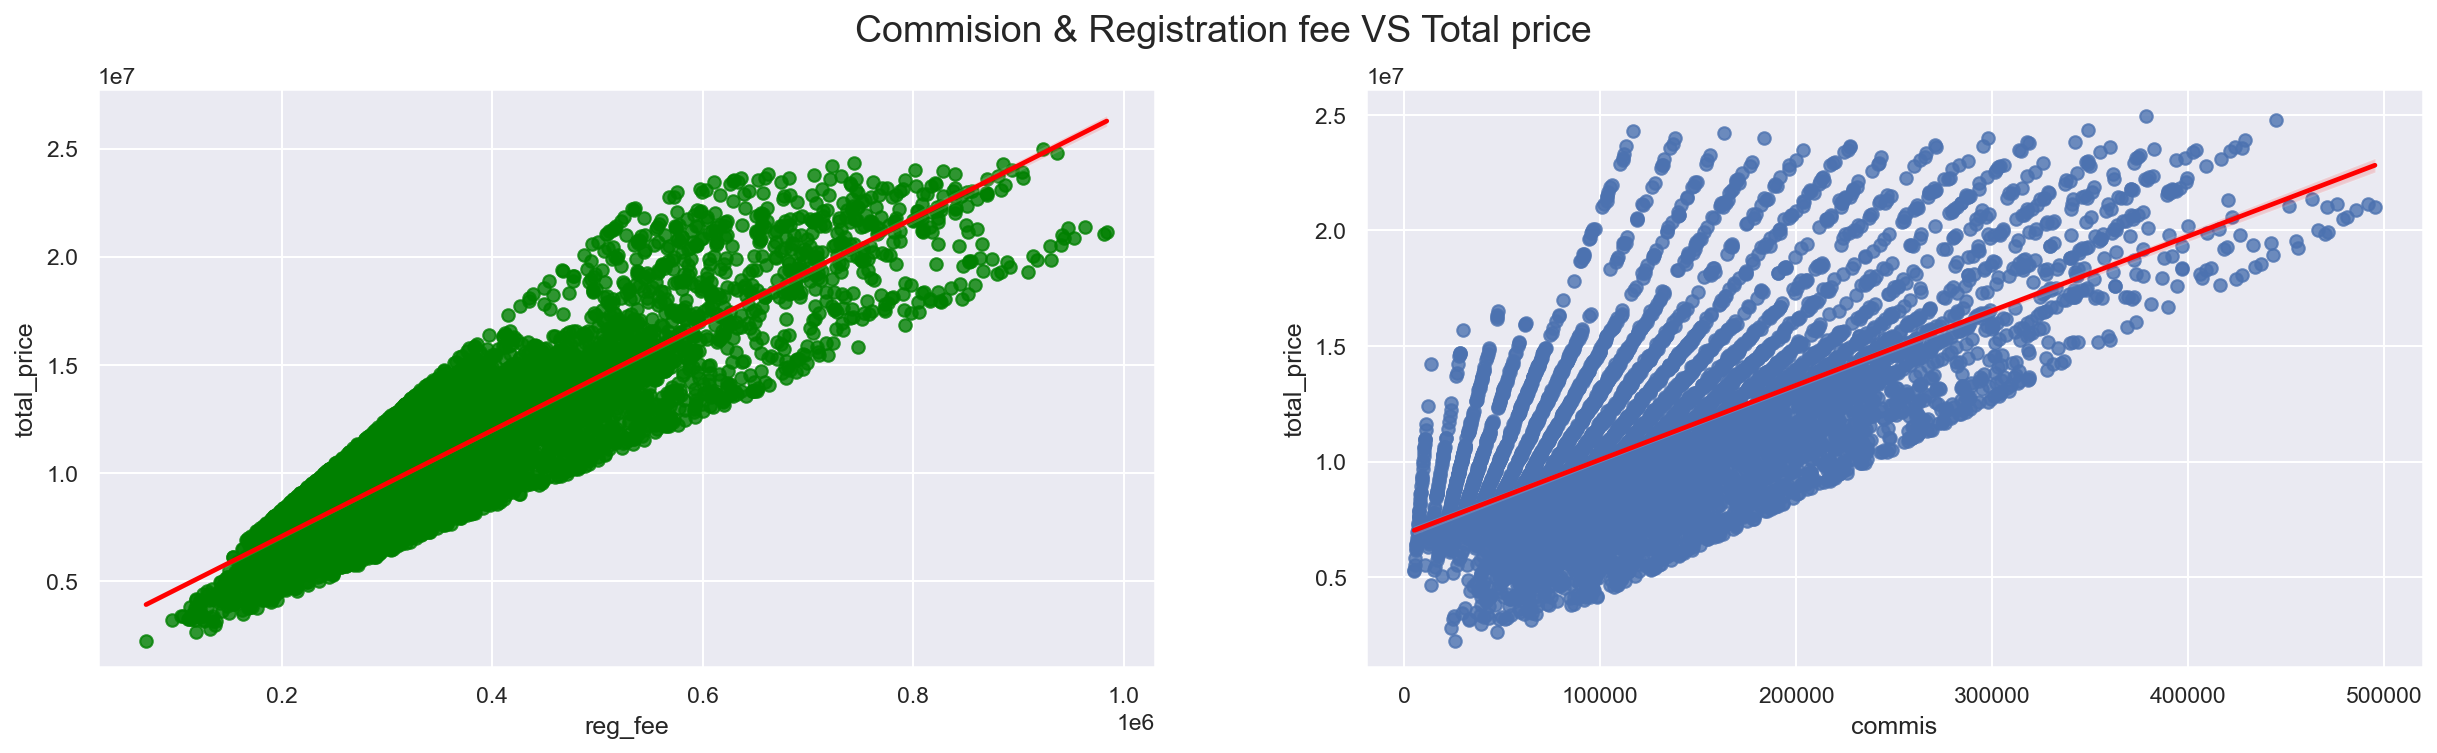 Commision & Registration fee VS Total price
1e7
2.5
2.0
1.5
1.0
0.5
total_price
0.2 0.4 0.6 0.8 1.0
reg_fee
1e6
1e7
2.5
2.0
1.5
1.0
0.5
total_price
0 100000 200000 300000 400000 500000
commis